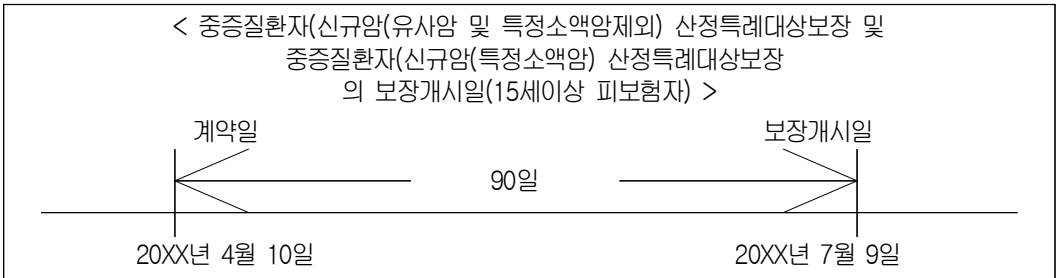 < 중증질환자(신규암(유사암 및 특정소액암제외) 산정특례대상보장 및
중증질환자(신규암(특정소액암) 산정특례대상보장
의 보장개시일(15세이상 피보험자) >
계약일 보장개시일
90일
20XX년 4월 10일 20XX년 7월 9일